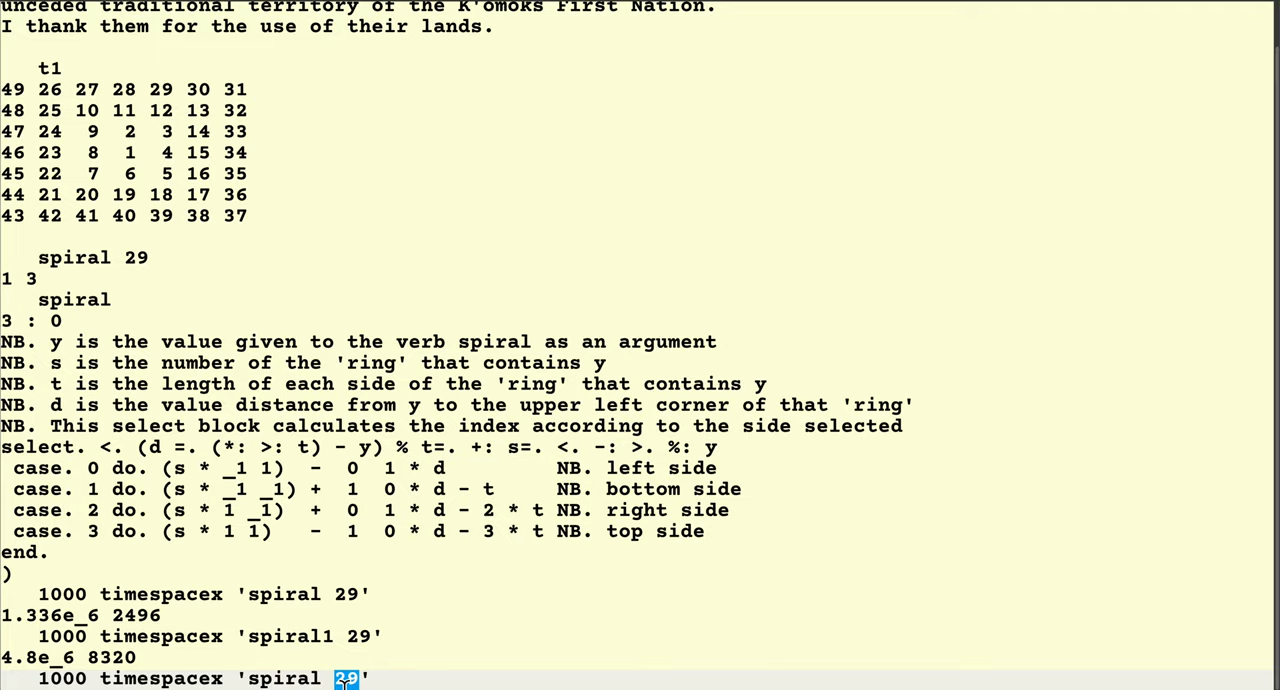 unceded traditional territory of the K'omoks First Nation.
I thank them for the use of their lands.
   t1
49 26 27 28 29 30 31
48 25 10 11 12 13 32
47 24  9  2  3 14 33
46 23  8  1  4 15 34
45 22  7  6  5 16 35
44 21 20 19 18 17 36
43 42 41 40 39 38 37
   spiral 29
1 3
   spiral
3 : 0
NB. y is the value given to the verb spiral as an argument
NB. s is the number of the 'ring' that contains y
NB. t is the length of each side of the 'ring' that contains y
NB. d is the value distance from y to the upper left corner of that 'ring'
NB. This select block calculates the index according to the side selected
select. <. (d =. (*: >: t) - y) % t=. +: s=. <. -: >. %: y
 case. 0 do. (s * _1 1)  -  0  1 * d         NB. left side
 case. 1 do. (s * _1 _1) +  1  0 * d - t     NB. bottom side
 case. 2 do. (s * 1 _1)  +  0  1 * d - 2 * t NB. right side
 case. 3 do. (s * 1 1)   -  1  0 * d - 3 * t NB. top side
end.
)
   1000 timespacex 'spiral 29'
1.336e_6 2496
   1000 timespacex 'spiral1 29'
4.8e_6 8320
   1000 timespacex 'spiral 29'